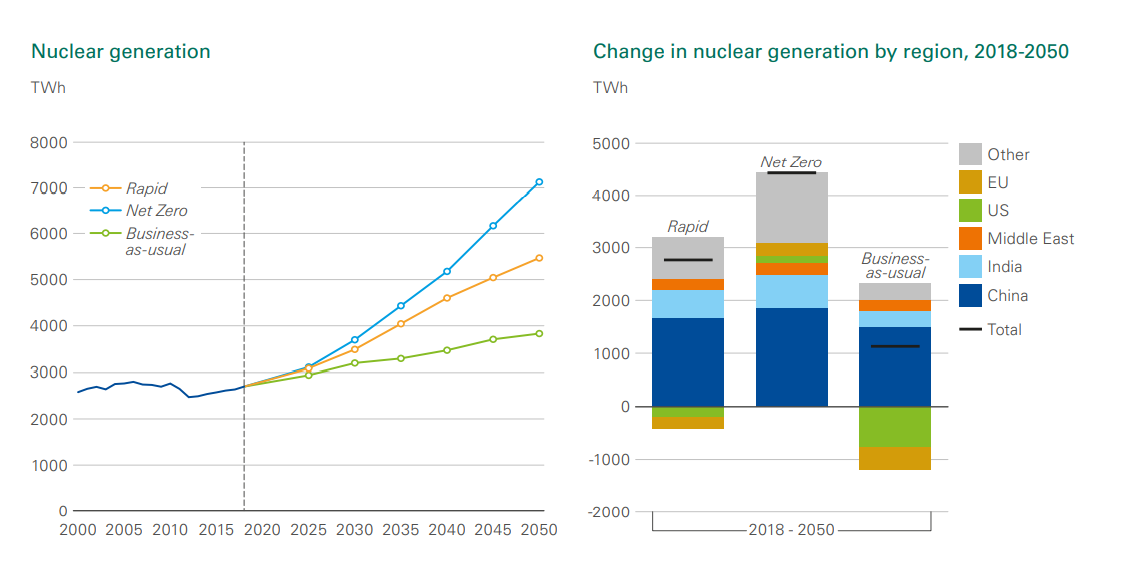 Nuclear generation
TWh
8000
7000
6000
5000
4000
3000
2000
1000
0
Rapid
Net Zero
Business-
as-usual
2000 2005 2010 2015 2020 2025 2030 2035 2040 2045 2050
Change in nuclear generation by region, 2018-2050
TWh
5000
4000
3000
2000
1000
0
-1000
-2000
Rapid
Net Zero
Business-
as-usual
2018 - 2050
Other
EU
US
Middle East
India
China
Total